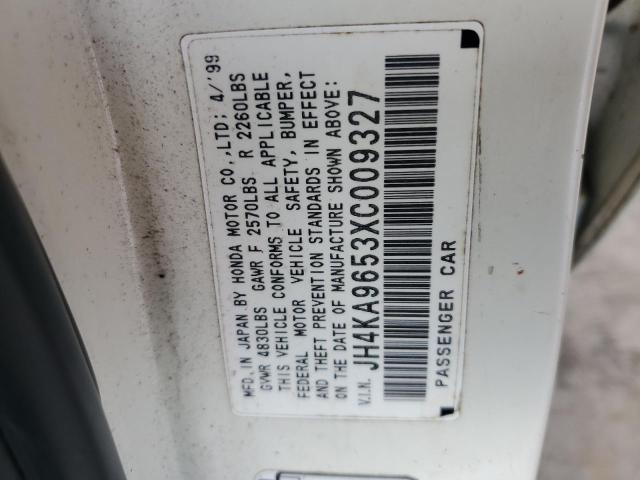 MFD. IN JAPAN BY HONDA MOTOR CO.,LTD; 4/'99
GVWR 4830LBS GAWR F 2570LBS R 2260LBS
THIS VEHICLE CONFORMS TO ALL APPLICABLE
FEDERAL MOTOR VEHICLE SAFETY, BUMPER,
AND THEFT PREVENTION STANDARDS IN EFFECT
ON THE DATE OF MANUFACTURE SHOWN ABOVE:
V.I.N. JH4KA9653XC009327
PASSENGER CAR